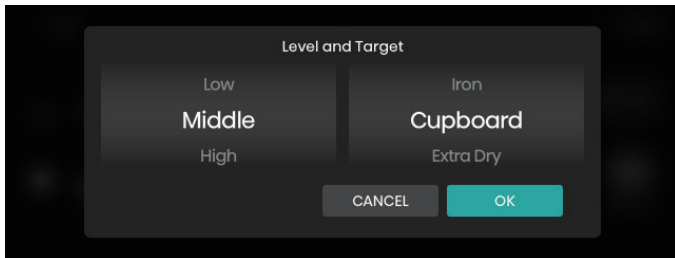 Level and Target
Low
Iron
Middle
Cupboard
High
Extra Dry
CANCEL
OK